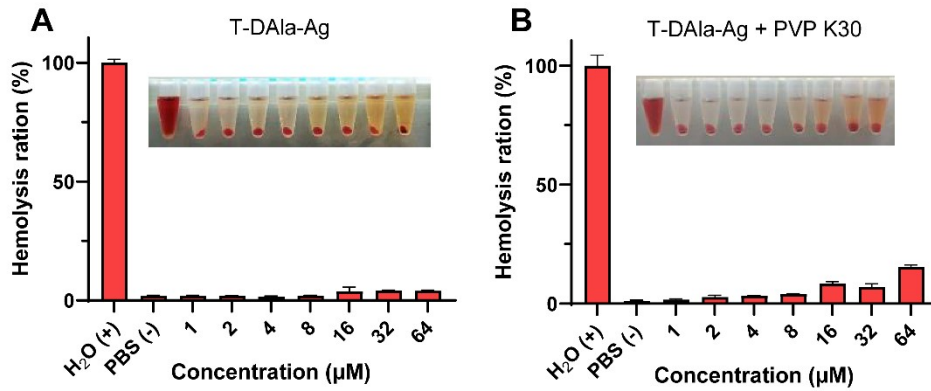 A
T-DAla-Ag
Hemolysis ration (%)
100
50
0
H₂O (+)
PBS (-)
1
2
4
8
16
32
64
Concentration (µM)
B
T-DAla-Ag + PVP K30
Hemolysis ration (%)
100
50
0
H₂O (+)
PBS (-)
1
2
4
8
16
32
64
Concentration (µM)